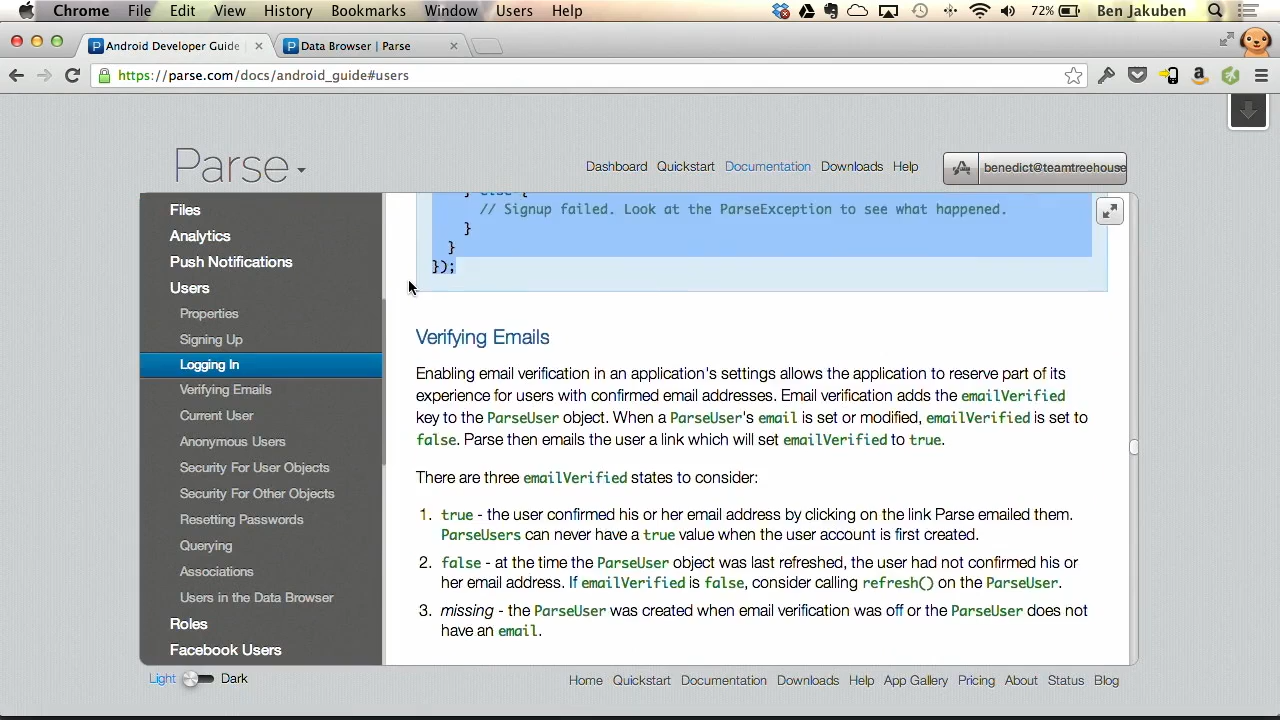 Chrome File Edit View History Bookmarks Window Users Help 72% Ben Jakuben
Android Developer Guide Data Browser | Parse
https://parse.com/docs/android_guide#users
Parse Dashboard Quickstart Documentation Downloads Help benedict@teamtreehouse
Files
Analytics
Push Notifications
Users
Properties
Signing Up
Logging In
Verifying Emails
Current User
Anonymous Users
Security For User Objects
Security For Other Objects
Resetting Passwords
Querying
Associations
Users in the Data Browser
Roles
Facebook Users
} else {
// Signup failed. Look at the ParseException to see what happened.
}
}
});
Verifying Emails
Enabling email verification in an application's settings allows the application to reserve part of its
experience for users with confirmed email addresses. Email verification adds the emailVerified
key to the ParseUser object. When a ParseUser's email is set or modified, emailVerified is set to
false. Parse then emails the user a link which will set emailVerified to true.
There are three emailVerified states to consider:
1. true - the user confirmed his or her email address by clicking on the link Parse emailed them.
ParseUsers can never have a true value when the user account is first created.
2. false - at the time the ParseUser object was last refreshed, the user had not confirmed his or
her email address. If emailVerified is false, consider calling refresh() on the ParseUser.
3. missing - the ParseUser was created when email verification was off or the ParseUser does not
have an email.
Light Dark Home Quickstart Documentation Downloads Help App Gallery Pricing About Status Blog